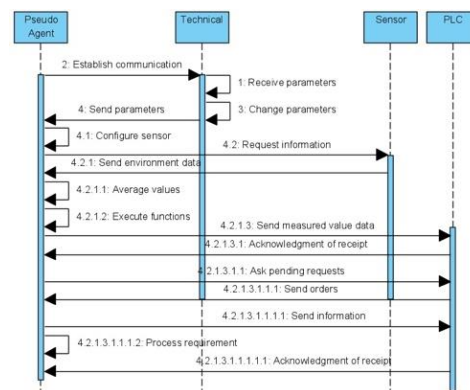 Pseudo
Agent
Technical
Sensor
PLC
2: Establish communication
1: Receive parameters
3: Change parameters
4: Send parameters
4.1: Configure sensor
4.2: Request information
4.2.1: Send environment data
4.2.1.1: Average values
4.2.1.2: Execute functions
4.2.1.3: Send measured value data
4.2.1.3.1: Acknowledgment of receipt
4.2.1.3.1.1: Ask pending requests
4.2.1.3.1.1.1: Send orders
4.2.1.3.1.1.1.1: Send information
4.2.1.3.1.1.1.2: Process requirement
4.2.1.3.1.1.1.1.1: Acknowledgment of receipt